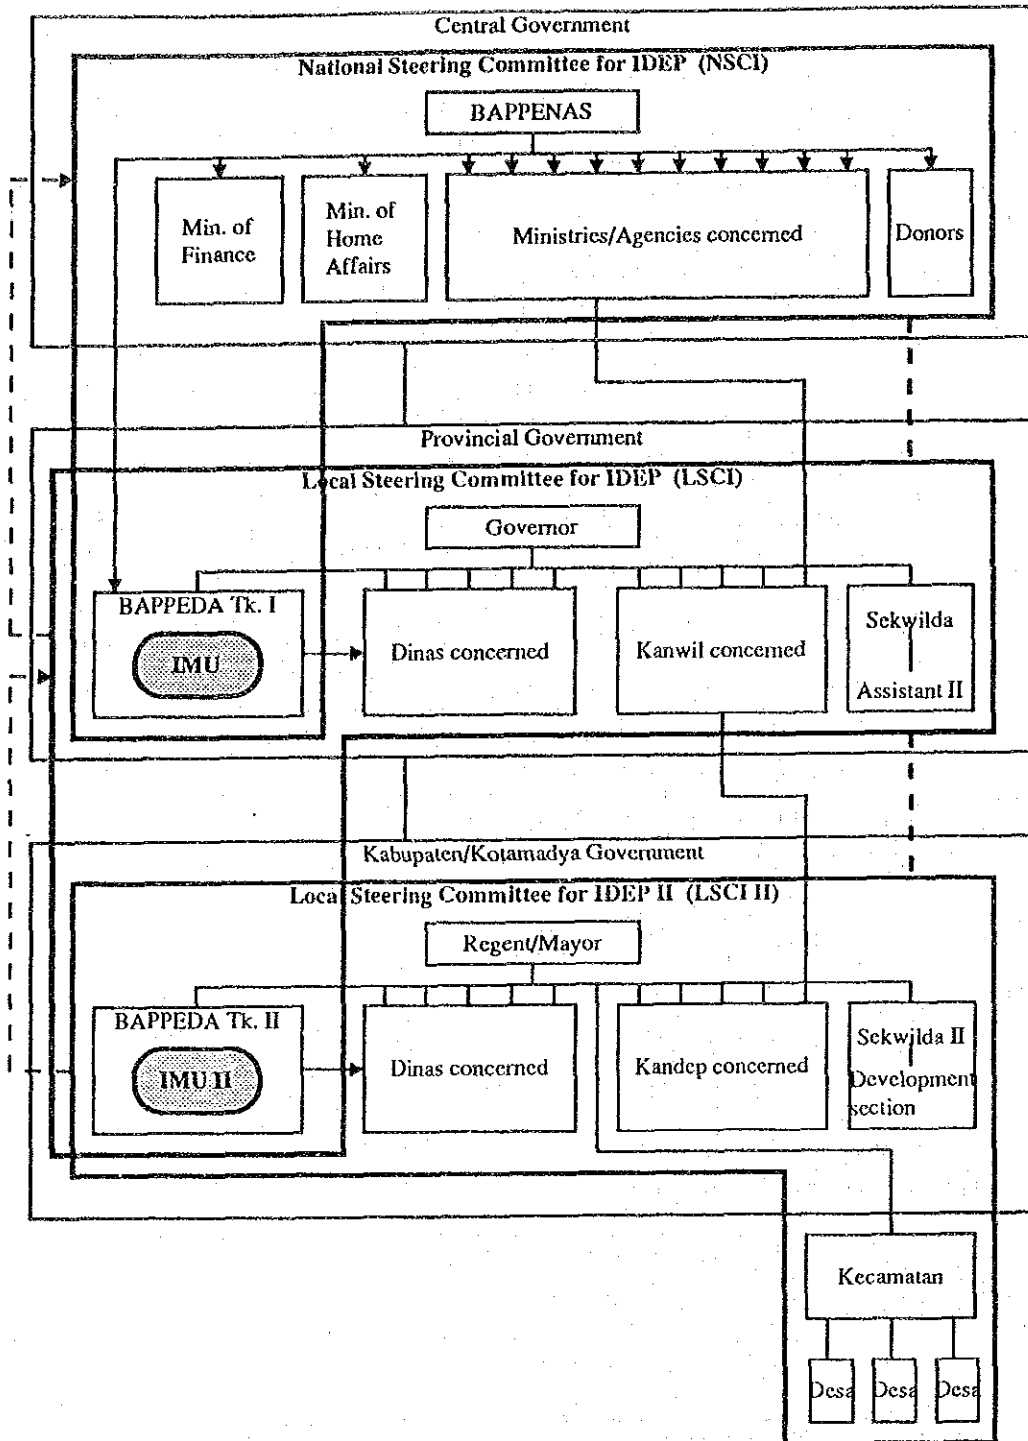 Central Government
National Steering Committee for IDEP (NSCI)
BAPPENAS
Min. of
Finance
Min. of
Home
Affairs
Ministries/Agencies concerned
Donors
Provincial Government
Local Steering Committee for IDEP (LSCI)
Governor
BAPPEDA Tk. I
IMU
Dinas concerned
Kanwil concerned
Sekwilda
Assistant II
Kabupaten/Kotamadya Government
Local Steering Committee for IDEP II (LSCI II)
Regent/Mayor
BAPPEDA Tk. II
IMU II
Dinas concerned
Kandep concerned
Sekwilda II
Development
section
Kecamatan
Desa
Desa
Desa